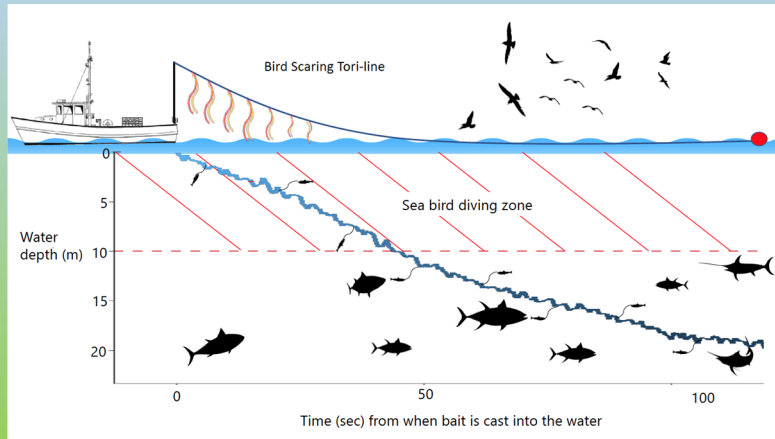 Bird Scaring Tori-line
0
5
Sea bird diving zone
Water
depth (m)
10
15
20
0
50
100
Time (sec) from when bait is cast into the water